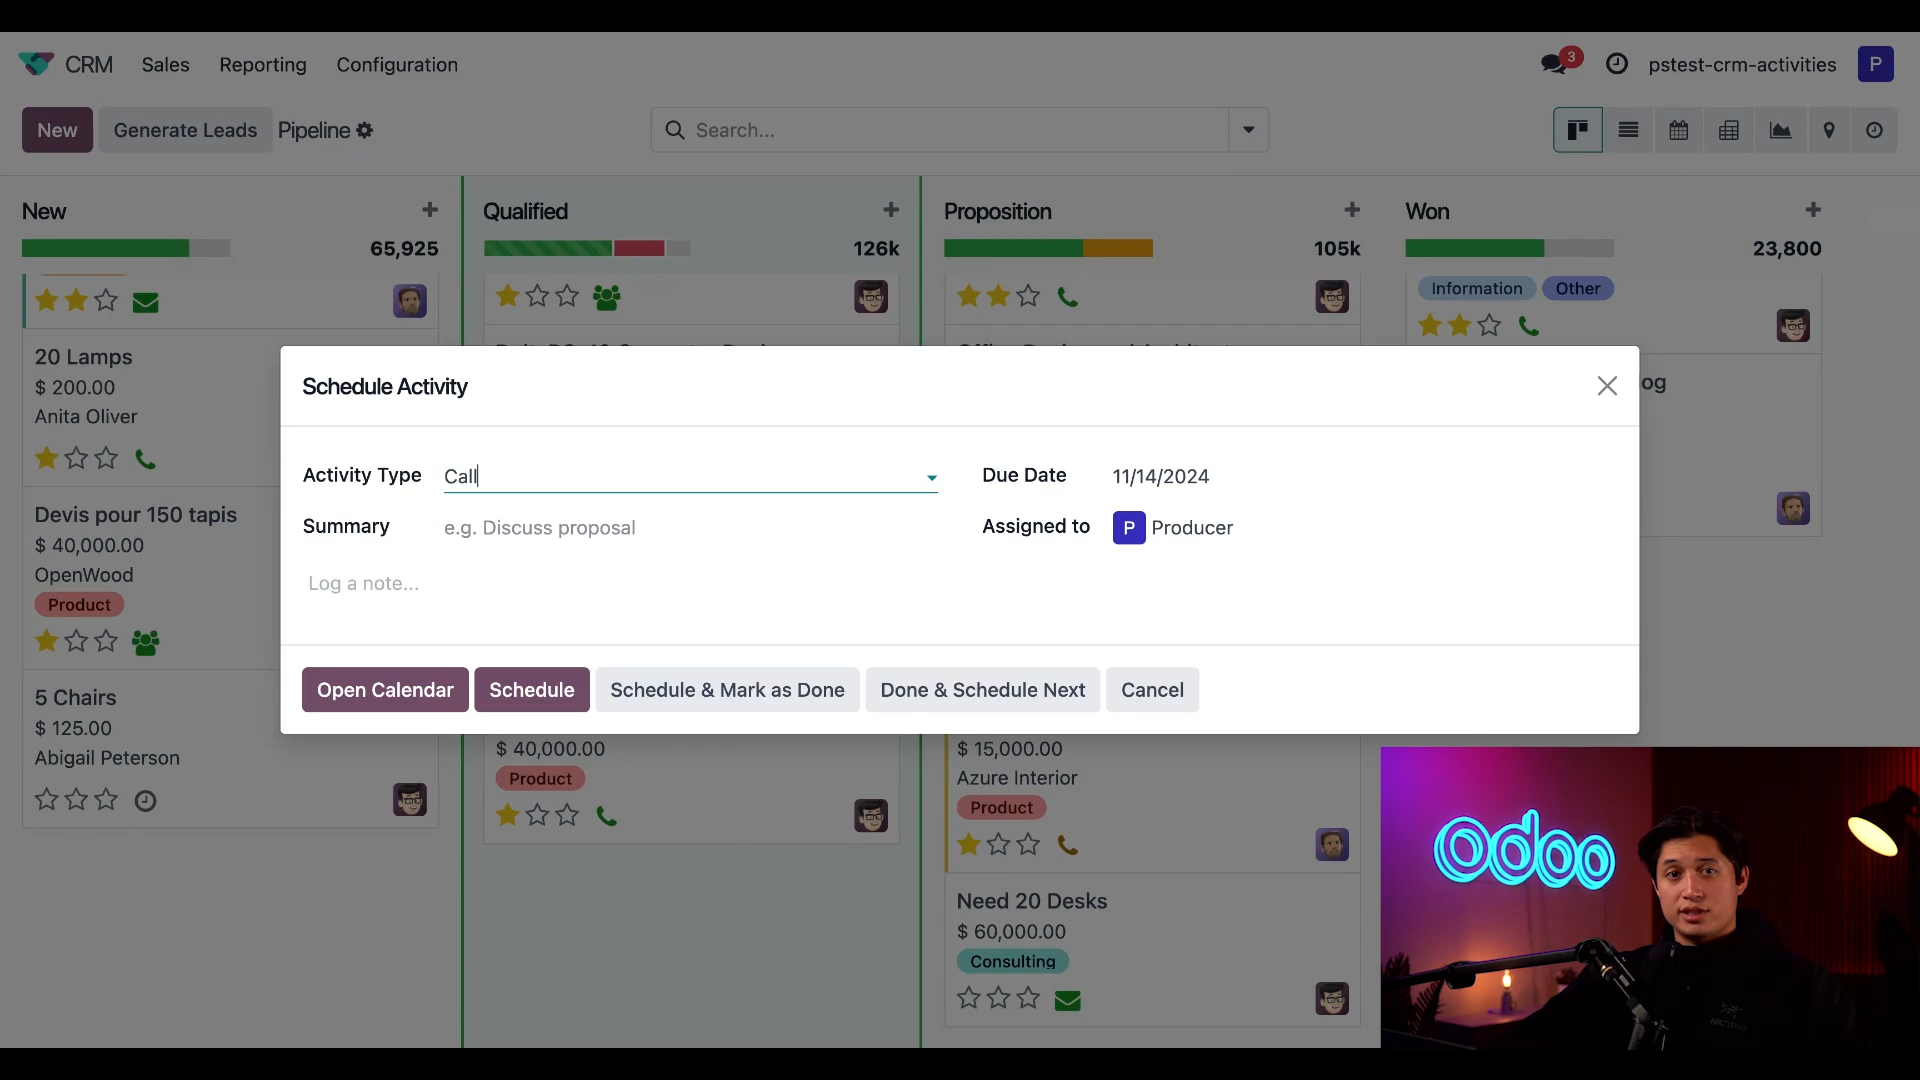 CRM Sales Reporting Configuration 3 pstest-crm-activities P
New Generate Leads Pipeline Search...
New 65,925
Qualified 126k
Proposition 105k
Won 23,800
Information Other
20 Lamps
$ 200.00
Anita Oliver
Devis pour 150 tapis
$ 40,000.00
OpenWood
Product
5 Chairs
$ 125.00
Abigail Peterson
og
Schedule Activity
Activity Type Call
Due Date 11/14/2024
Summary e.g. Discuss proposal
Assigned to P Producer
Log a note...
Open Calendar Schedule Schedule & Mark as Done Done & Schedule Next Cancel
$ 40,000.00
Product
$ 15,000.00
Azure Interior
Product
Need 20 Desks
$ 60,000.00
Consulting
odoo